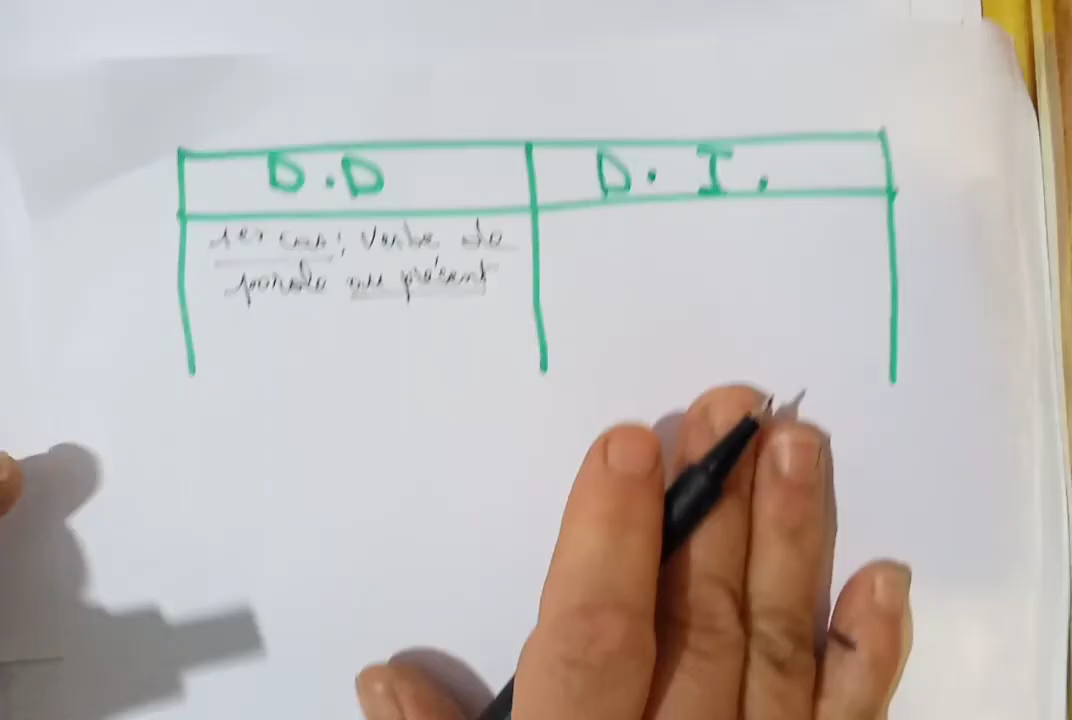 D.D
D. I.
1er cas: Verbe de
parole au présent